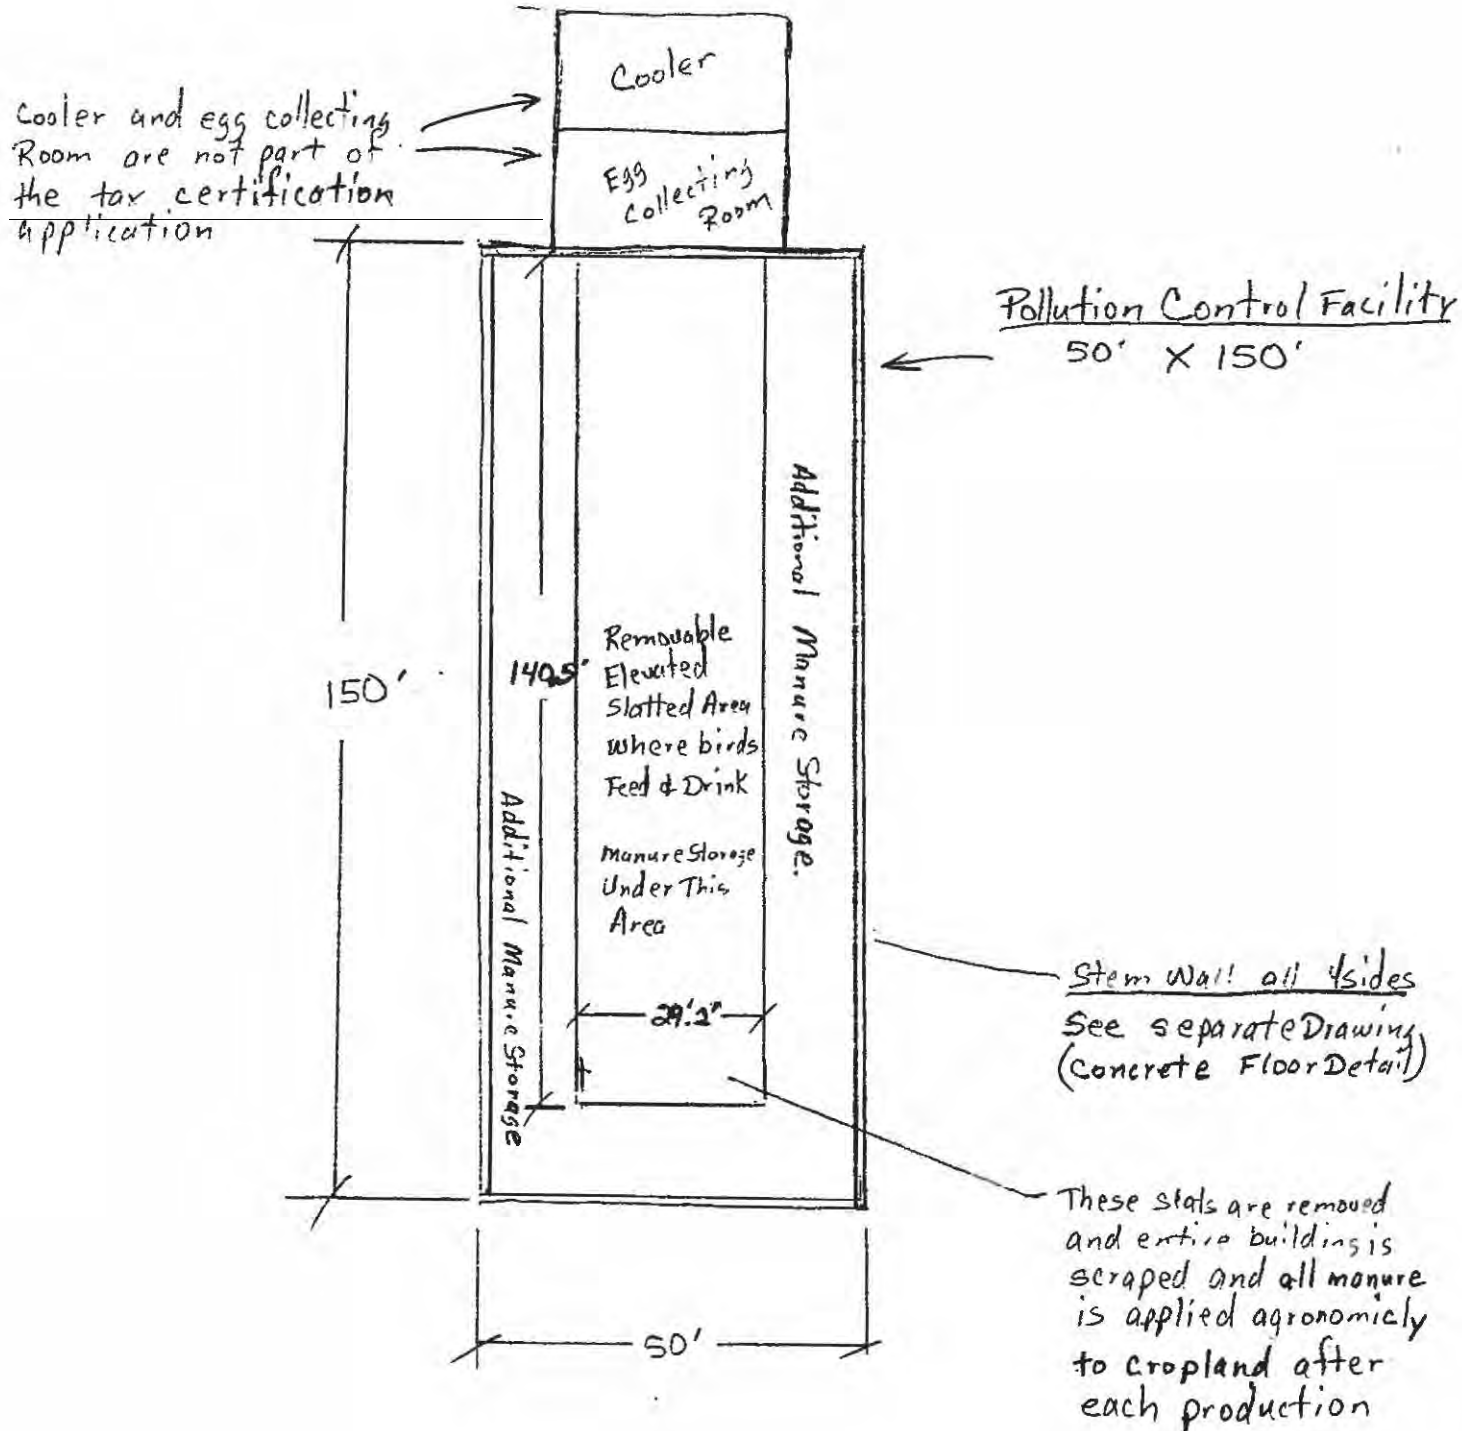 Cooler
Cooler and egg collecting
Room are not part of
the tax certification
application
Egg
Collecting
Room
Pollution Control Facility
50' X 150'
150'
140.5'
Removable
Elevated
Slatted Area
where birds
Feed & Drink
Manure Storage
Under This
Area
Additional Manure Storage.
Additional Manure Storage
29'2"
Stem Wall all 4 sides
See separate Drawing
(Concrete Floor Detail)
These slats are removed
and entire building is
scraped and all manure
is applied agronomicly
to cropland after
each production
50'